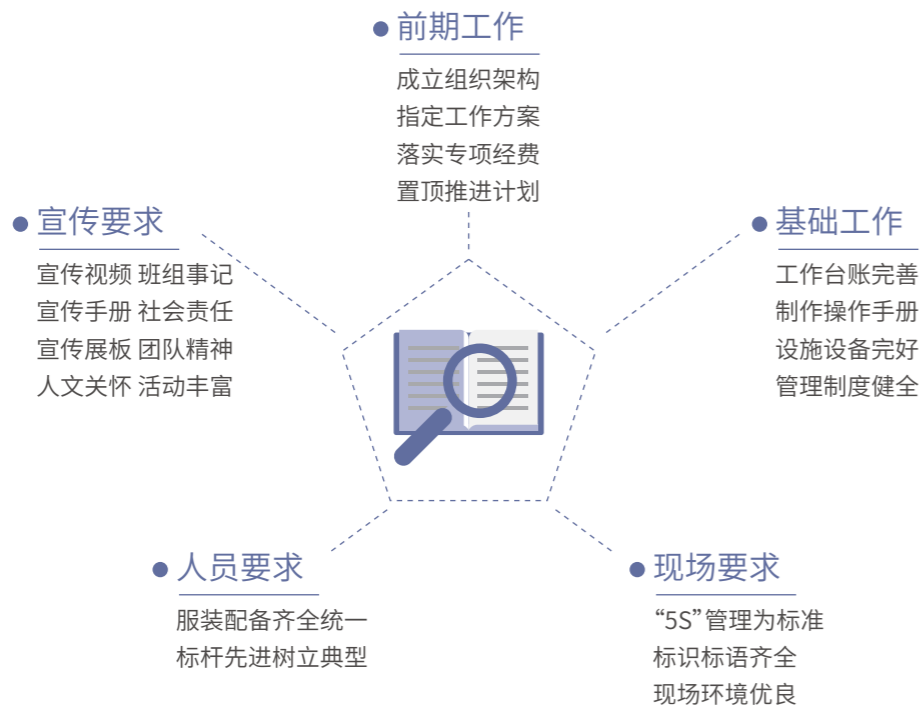 前期工作
成立组织架构
指定工作方案
落实专项经费
置顶推进计划
宣传要求
宣传视频 班组事记
宣传手册 社会责任
宣传展板 团队精神
人文关怀 活动丰富
基础工作
工作台账完善
制作操作手册
设施设备完好
管理制度健全
人员要求
服装配备齐全统一
标杆先进树立典型
现场要求
“5S”管理为标准
标识标语齐全
现场环境优良